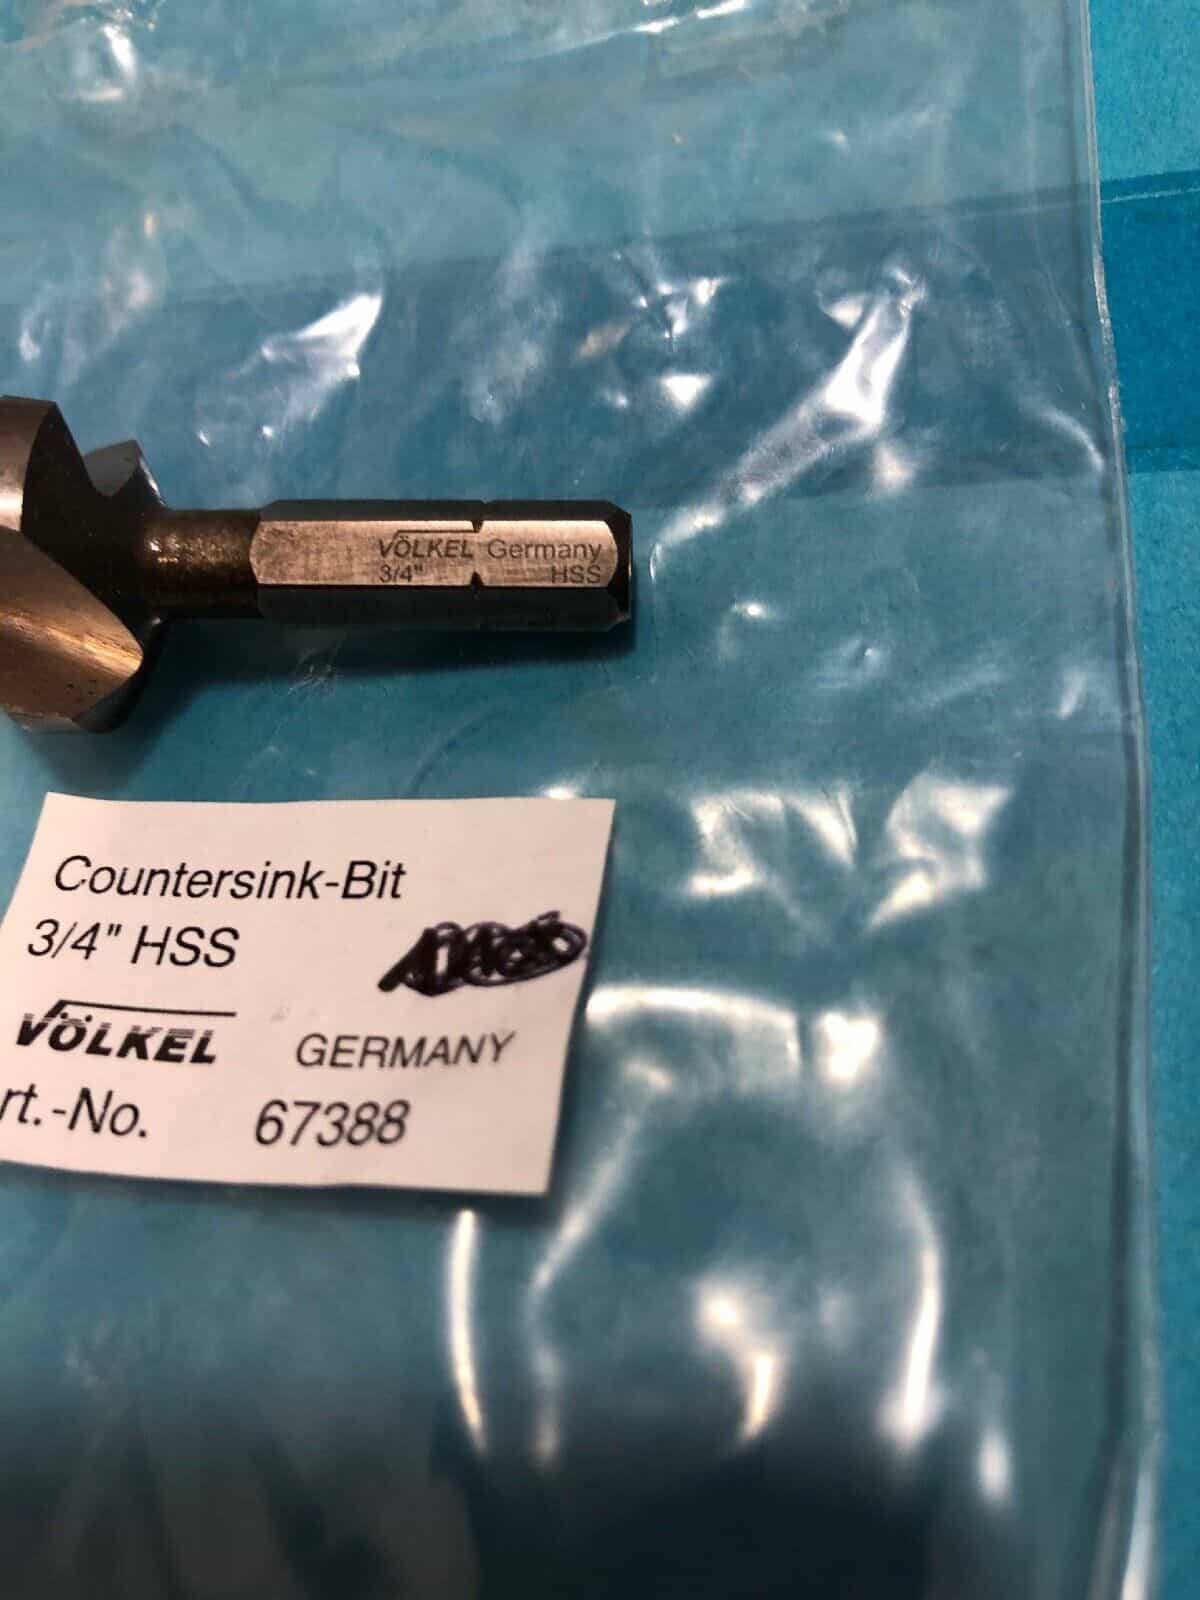 VÖLKEL Germany
3/4" HSS
Countersink-Bit
3/4" HSS
VÖLKEL GERMANY
rt.-No. 67388